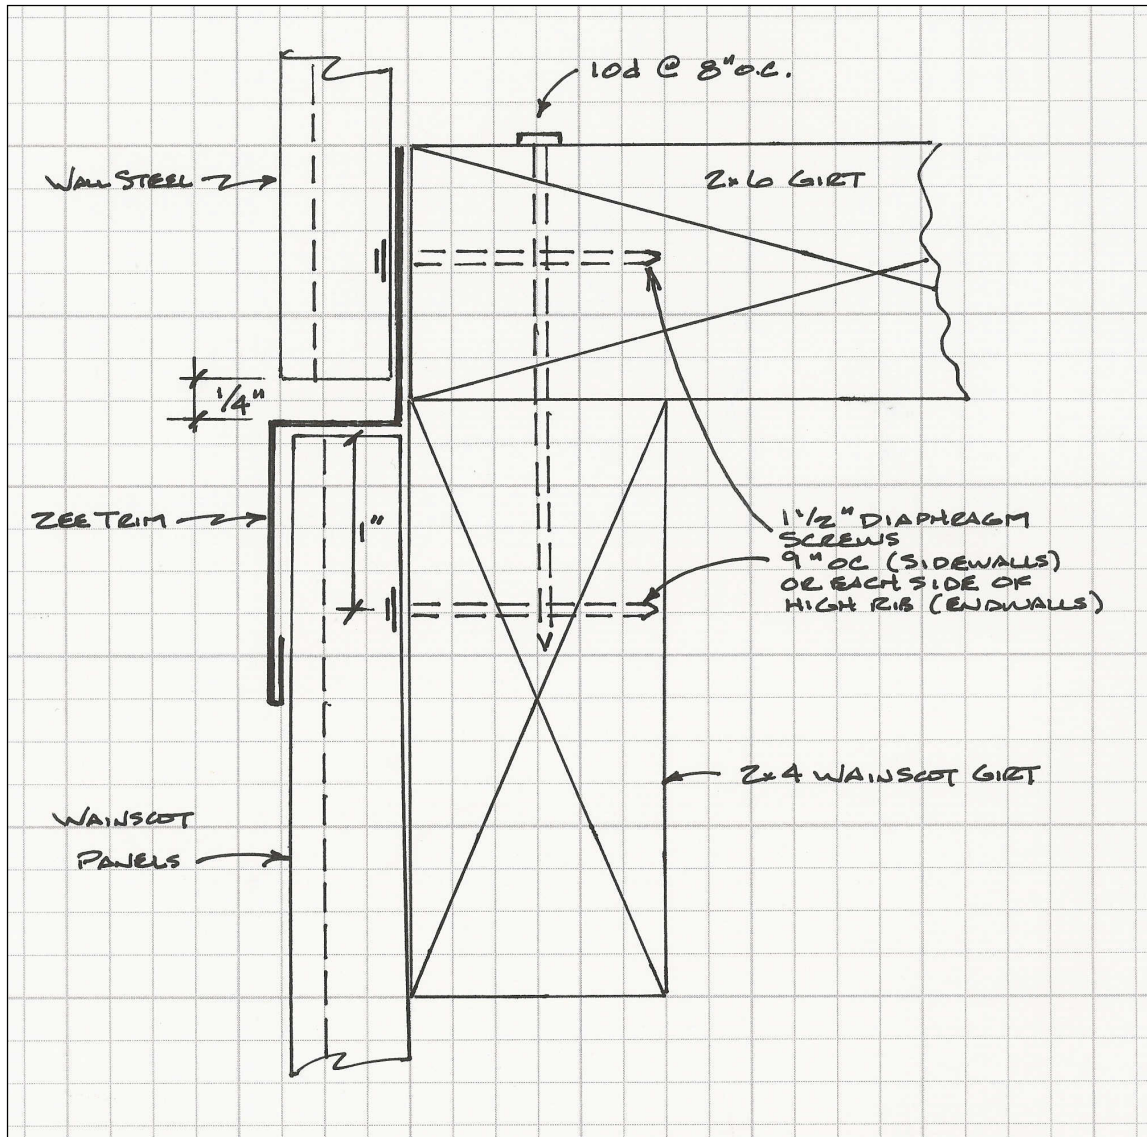 10d @ 8" o.c.
WALL STEEL
2x6 GIRT
1/4"
ZEE TRIM
1"
1 1/2" DIAPHRAGM
SCREWS
9" OC (SIDEWALLS)
OR EACH SIDE OF
HIGH RIB (ENDWALLS)
2x4 WAINSCOT GIRT
WAINSCOT
PANELS